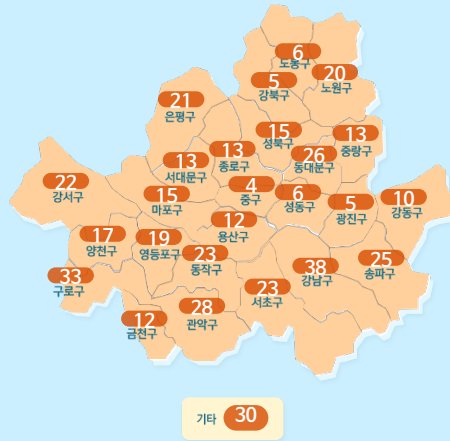 6
도봉구
20
노원구
5
강북구
21
은평구
15
성북구
13
중랑구
13
종로구
26
동대문구
13
서대문구
22
강서구
15
마포구
4
중구
6
성동구
5
광진구
10
강동구
12
용산구
17
양천구
19
영등포구
23
동작구
38
강남구
25
송파구
33
구로구
23
서초구
28
관악구
12
금천구
기타 30